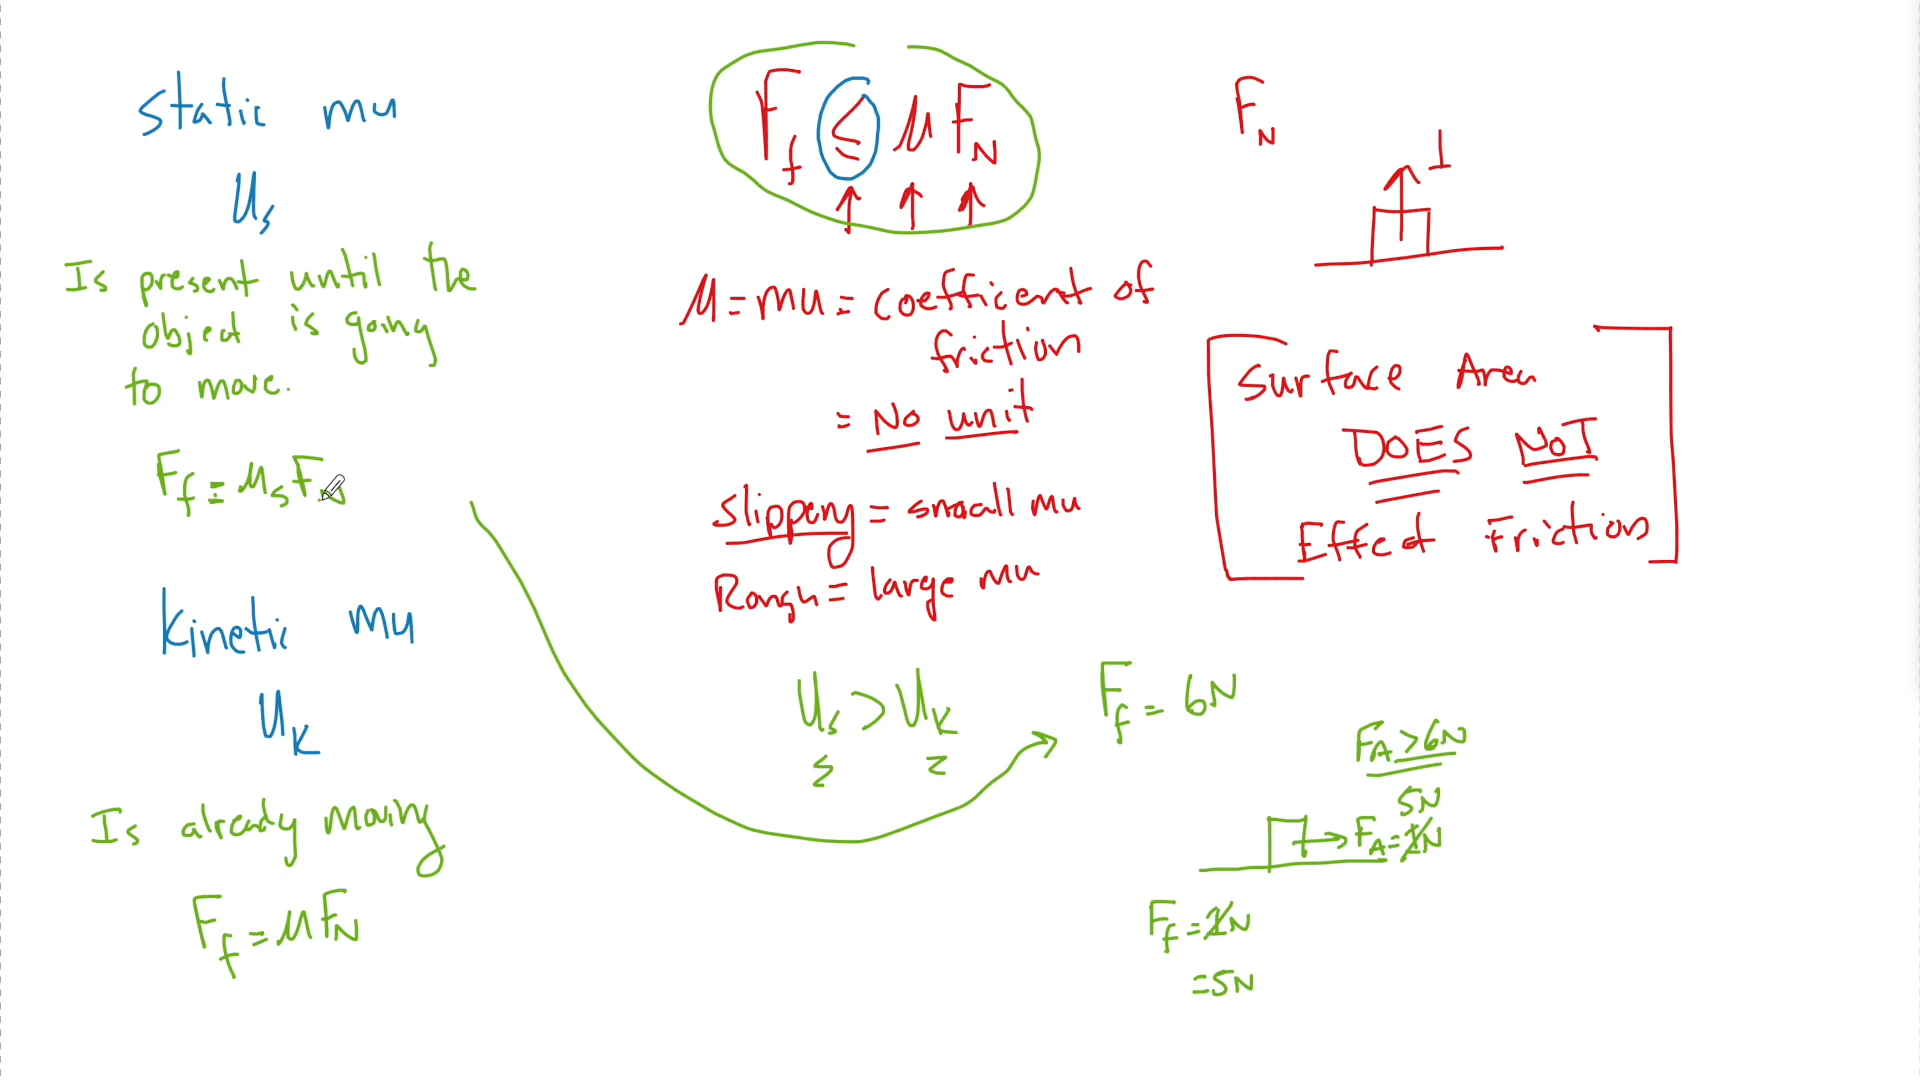 static mu
μs
Is present until the
object is going
to move.
Ff = μsFN
Kinetic mu
μK
Is already moving
Ff = μFN
Ff ≤ μFN
μ = mu = coefficent of
friction
= No unit
Slippery = small mu
Rough = large mu
μs > μK
Ff = 6N
FN
⊥
Surface Area
DOES NOT
Effect Friction
FA > 6N
5N
FA = 1N
Ff = 1N
= 5N